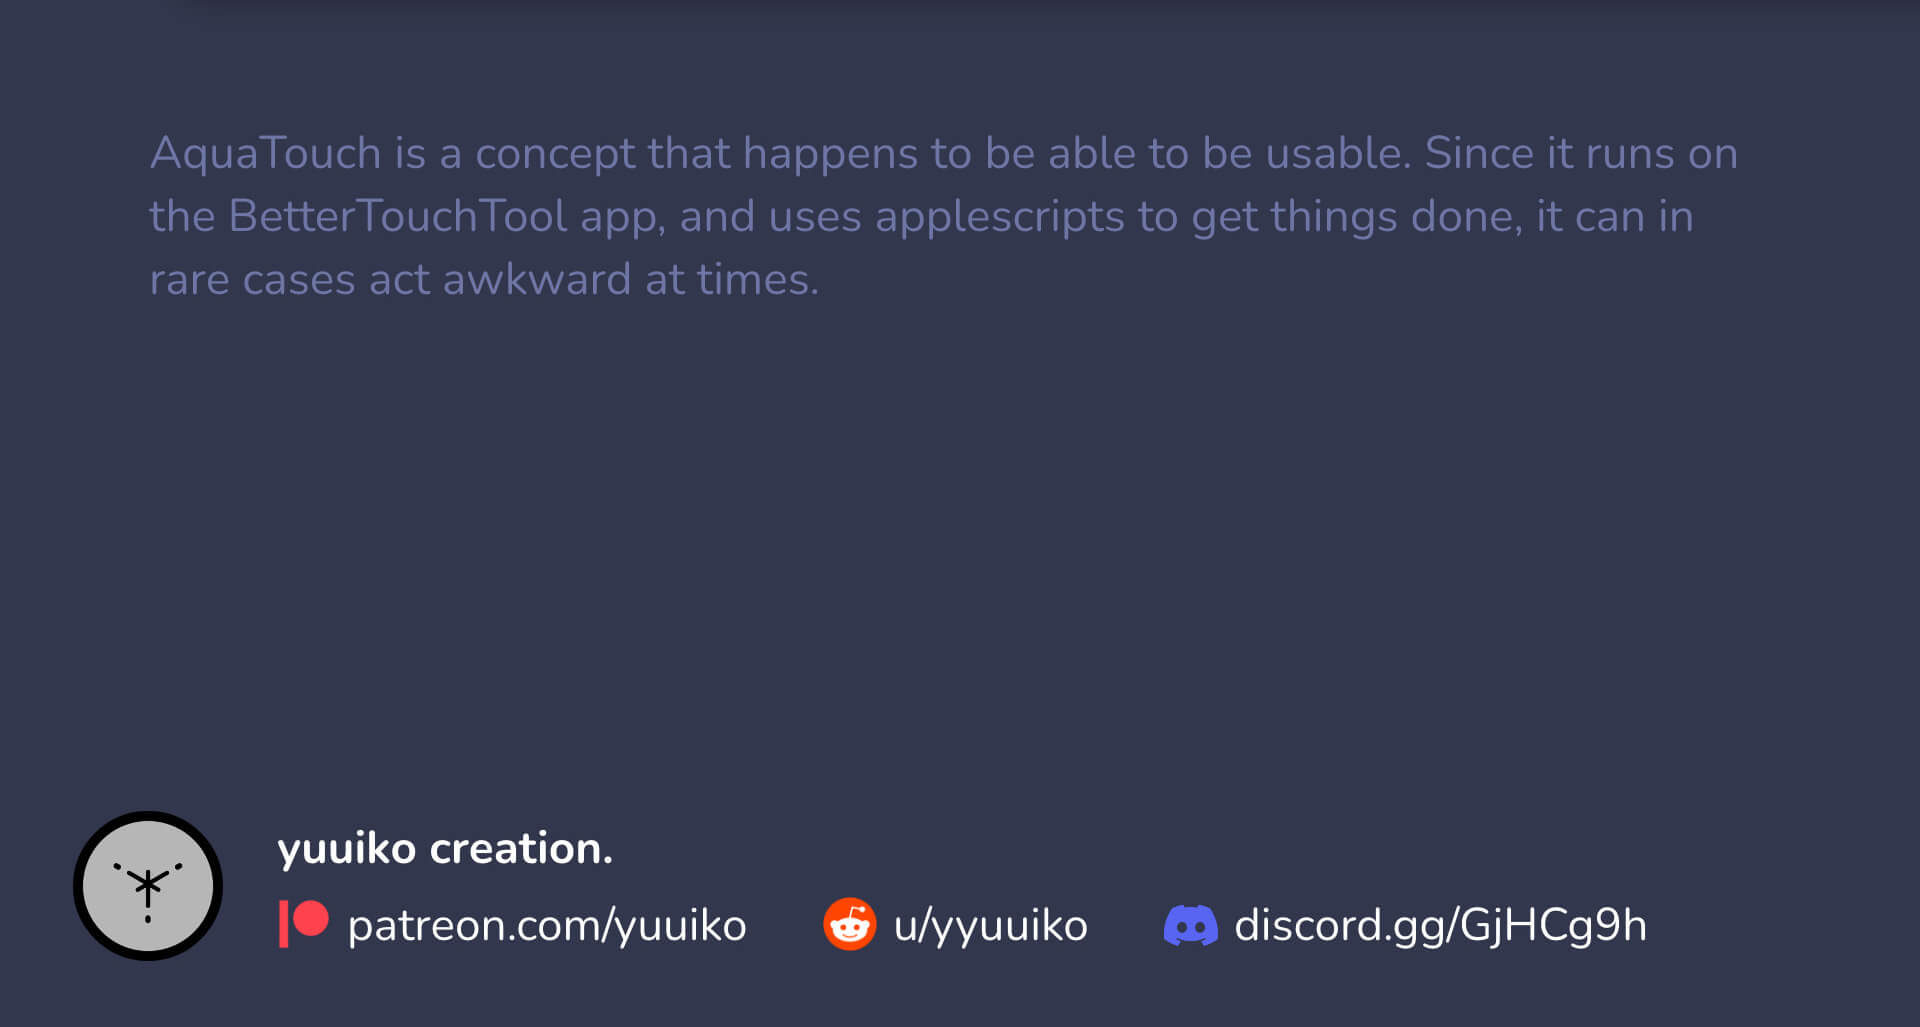 AquaTouch is a concept that happens to be able to be usable. Since it runs on
the BetterTouchTool app, and uses applescripts to get things done, it can in
rare cases act awkward at times.
yuuiko creation.
patreon.com/yuuiko
u/yyuuiko
discord.gg/GjHCg9h